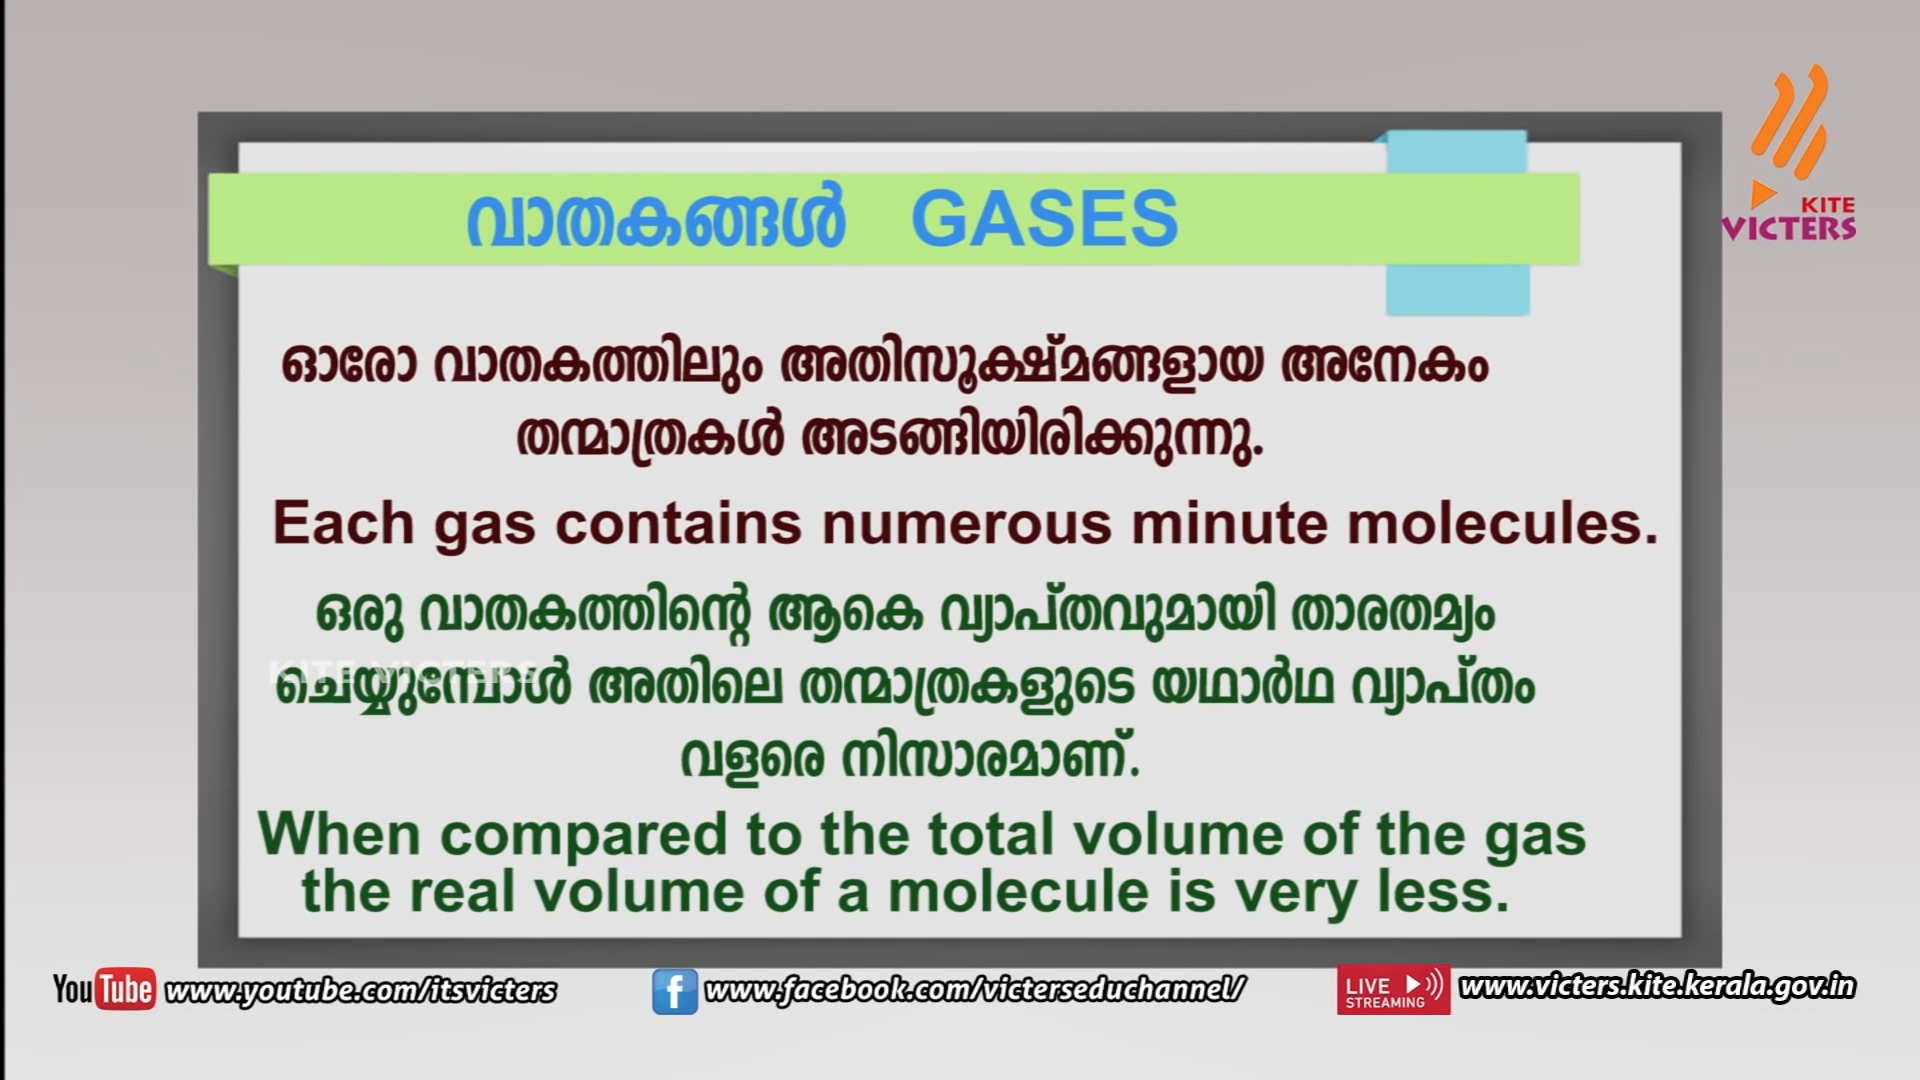 വാതകങ്ങൾ GASES
KITE
VICTERS
ഓരോ വാതകത്തിലും അതിസൂക്ഷ്മങ്ങളായ അനേകം
തന്മാത്രകൾ അടങ്ങിയിരിക്കുന്നു.
Each gas contains numerous minute molecules.
ഒരു വാതകത്തിന്റെ ആകെ വ്യാപ്തവുമായി താരതമ്യം
KITE VICTERS
ചെയ്യുമ്പോൾ അതിലെ തന്മാത്രകളുടെ യഥാർഥ വ്യാപ്തം
വളരെ നിസാരമാണ്.
When compared to the total volume of the gas
the real volume of a molecule is very less.
YouTube www.youtube.com/itsvicters
f www.facebook.com/victerseduchannel/
LIVE
STREAMING
www.victers.kite.kerala.gov.in